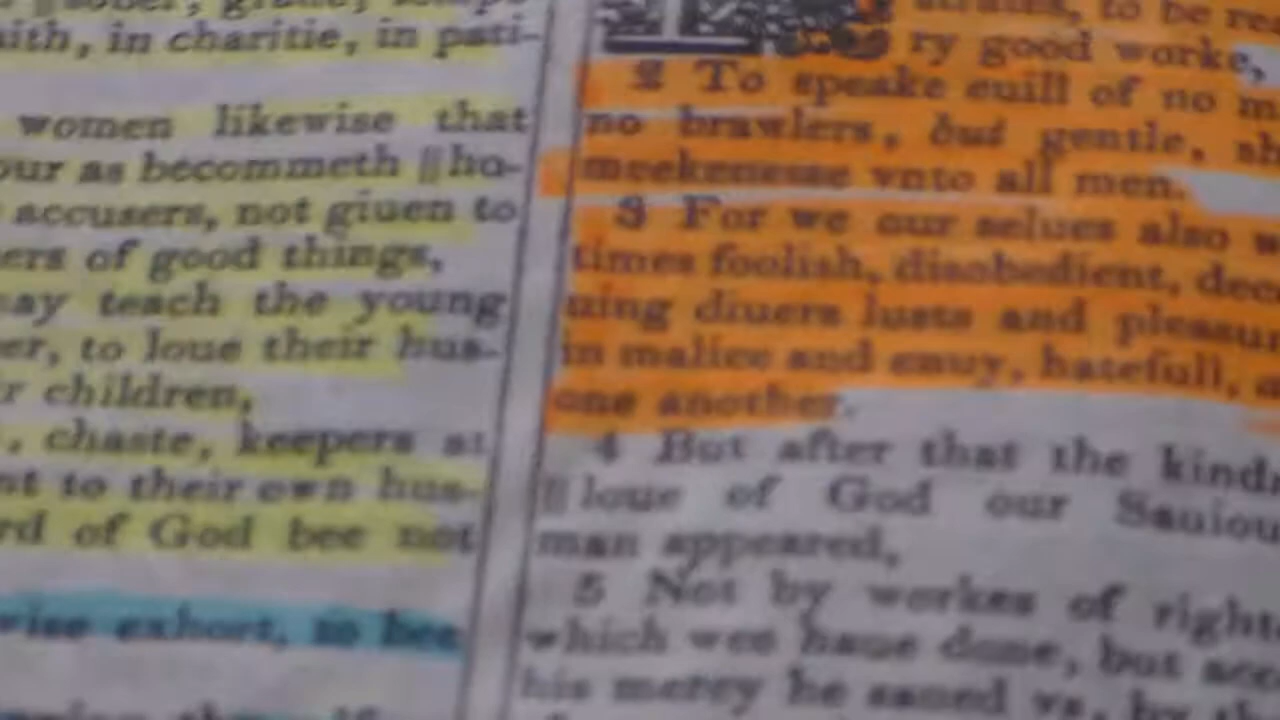 ith, in charitie, in pati-
women likewise that
our as becommeth ||ho-
accusers, not giuen to
ers of good things,
ay teach the young
er, to loue their hus-
r children,
, chaste, keepers at
nt to their own hus-
rd of God bee not
wise exhort, to bee
to be rea
ry good worke,
2 To speake euill of no m
no brawlers, but gentle, sh
meekenesse vnto all men.
3 For we our selues also w
times foolish, disobedient, dece
uing diuers lusts and pleasur
in malice and enuy, hatefull, a
one another.
4 But after that the kindn
||loue of God our Sauiou
man appeared,
5 Not by workes of right
which wee haue done, but acc
his mercy he saued vs, by th